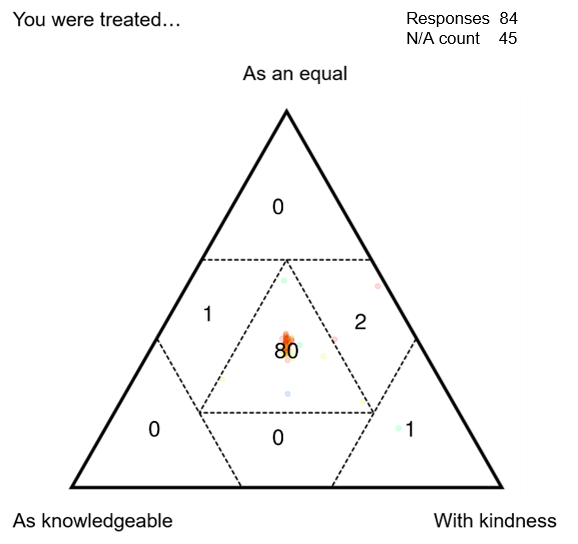 You were treated…
Responses 84
N/A count 45
As an equal
0
1
2
80
0
0
1
As knowledgeable
With kindness